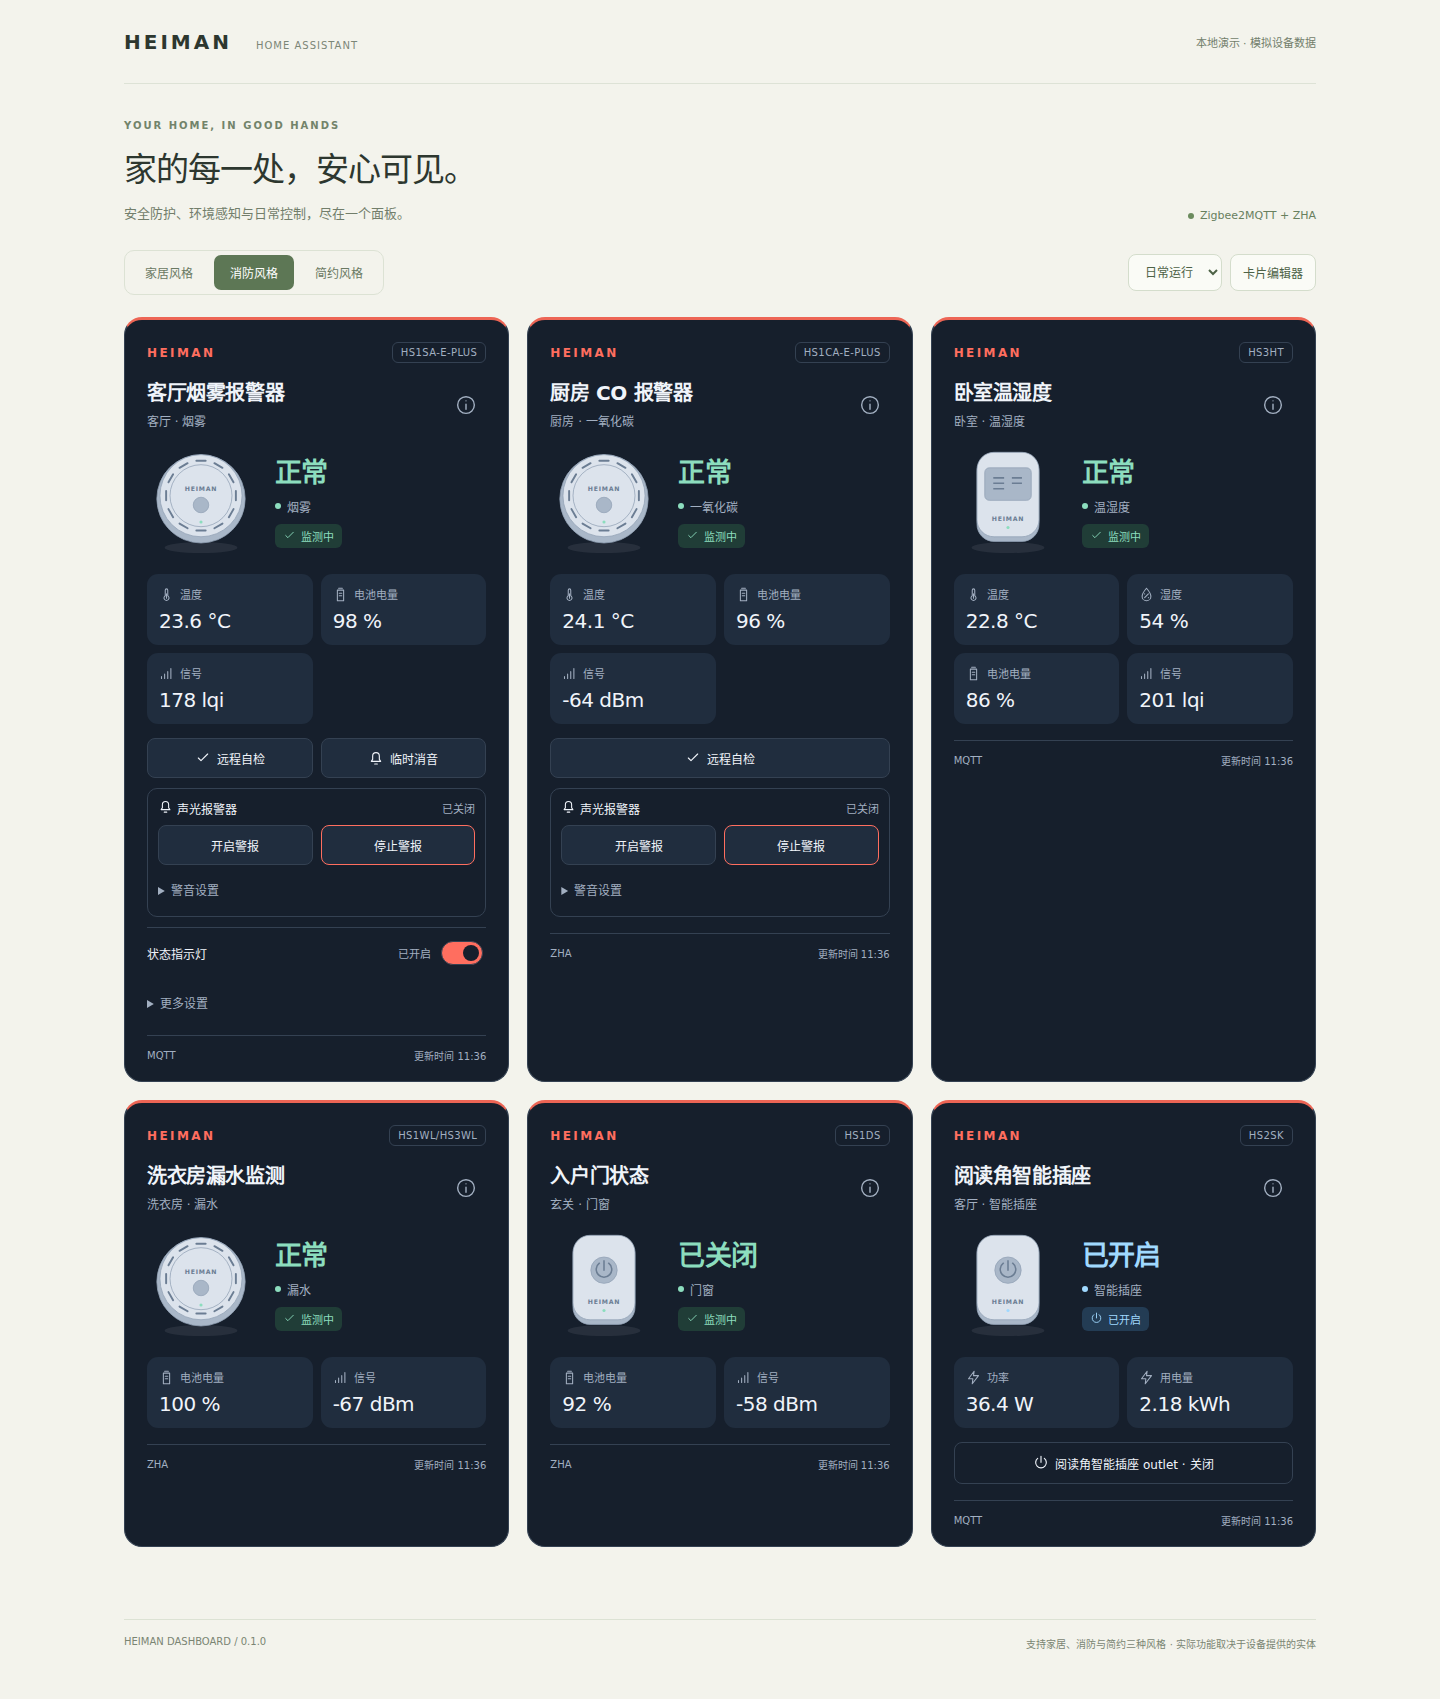 HEIMAN HOME ASSISTANT 本地演示 · 模拟设备数据
YOUR HOME, IN GOOD HANDS
家的每一处，安心可见。
安全防护、环境感知与日常控制，尽在一个面板。 Zigbee2MQTT + ZHA
家居风格 消防风格 简约风格 日常运行 卡片编辑器
HEIMAN HS1SA-E-PLUS
客厅烟雾报警器
客厅 · 烟雾
HEIMAN
正常
烟雾
监测中
温度 电池电量
23.6 °C 98 %
信号
178 lqi
远程自检 临时消音
声光报警器 已关闭
开启警报 停止警报
警音设置
状态指示灯 已开启
更多设置
MQTT 更新时间 11:36
HEIMAN HS1CA-E-PLUS
厨房 CO 报警器
厨房 · 一氧化碳
HEIMAN
正常
一氧化碳
监测中
温度 电池电量
24.1 °C 96 %
信号
-64 dBm
远程自检
声光报警器 已关闭
开启警报 停止警报
警音设置
ZHA 更新时间 11:36
HEIMAN HS3HT
卧室温湿度
卧室 · 温湿度
HEIMAN
正常
温湿度
监测中
温度 湿度
22.8 °C 54 %
电池电量 信号
86 % 201 lqi
MQTT 更新时间 11:36
HEIMAN HS1WL/HS3WL
洗衣房漏水监测
洗衣房 · 漏水
HEIMAN
正常
漏水
监测中
电池电量 信号
100 % -67 dBm
ZHA 更新时间 11:36
HEIMAN HS1DS
入户门状态
玄关 · 门窗
HEIMAN
已关闭
门窗
监测中
电池电量 信号
92 % -58 dBm
ZHA 更新时间 11:36
HEIMAN HS2SK
阅读角智能插座
客厅 · 智能插座
HEIMAN
已开启
智能插座
已开启
功率 用电量
36.4 W 2.18 kWh
阅读角智能插座 outlet · 关闭
MQTT 更新时间 11:36
HEIMAN DASHBOARD / 0.1.0 支持家居、消防与简约三种风格 · 实际功能取决于设备提供的实体